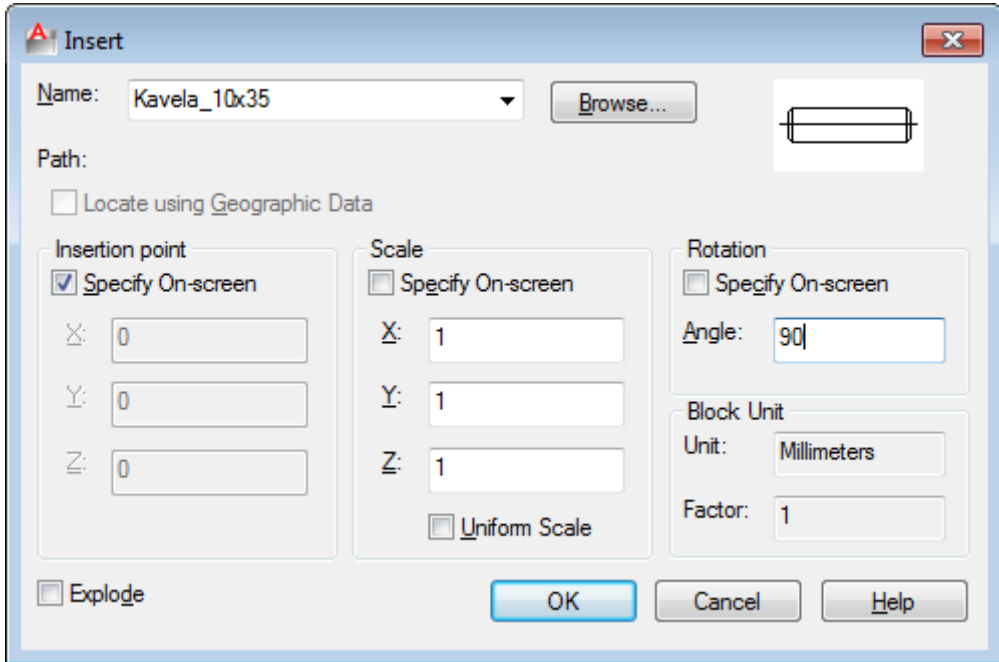 Insert
Name: Kavela_10x35 Browse...
Path:
Locate using Geographic Data
Insertion point
Specify On-screen
X: 0
Y: 0
Z: 0
Scale
Specify On-screen
X: 1
Y: 1
Z: 1
Uniform Scale
Rotation
Specify On-screen
Angle: 90
Block Unit
Unit: Millimeters
Factor: 1
Explode
OK Cancel Help